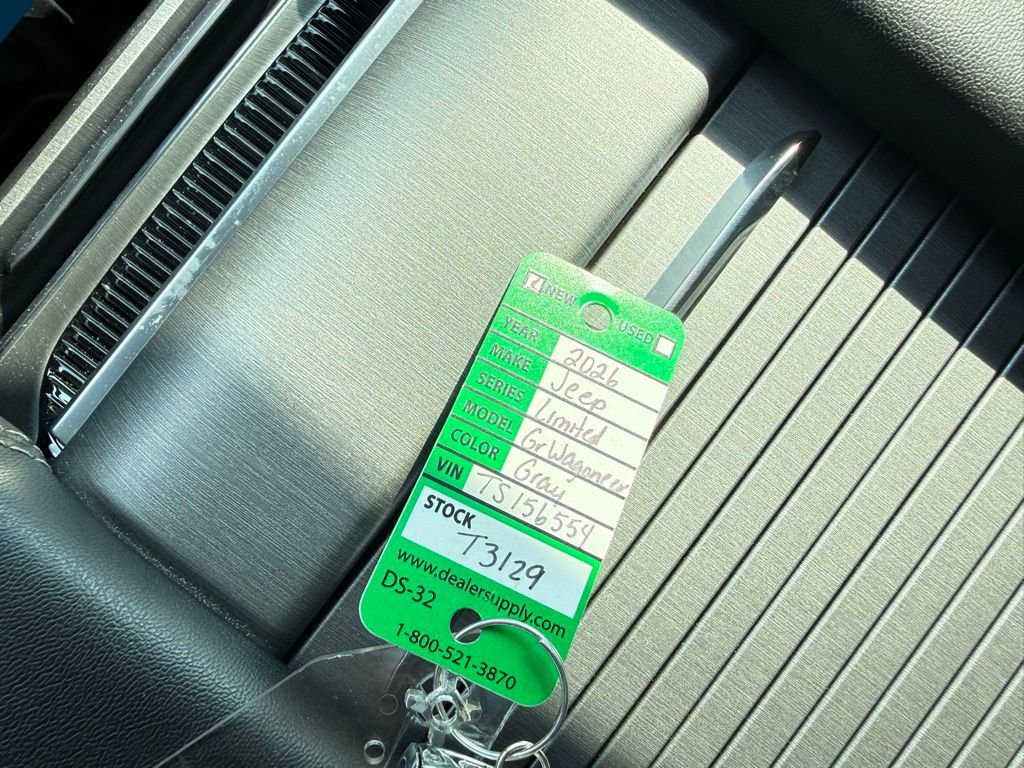 NEW USED
YEAR 2026
MAKE Jeep
SERIES Limited
MODEL Gr Wagoneer
COLOR Gray
VIN TS156554
STOCK
T3129
www.dealersupply.com
DS-32
1-800-521-3870